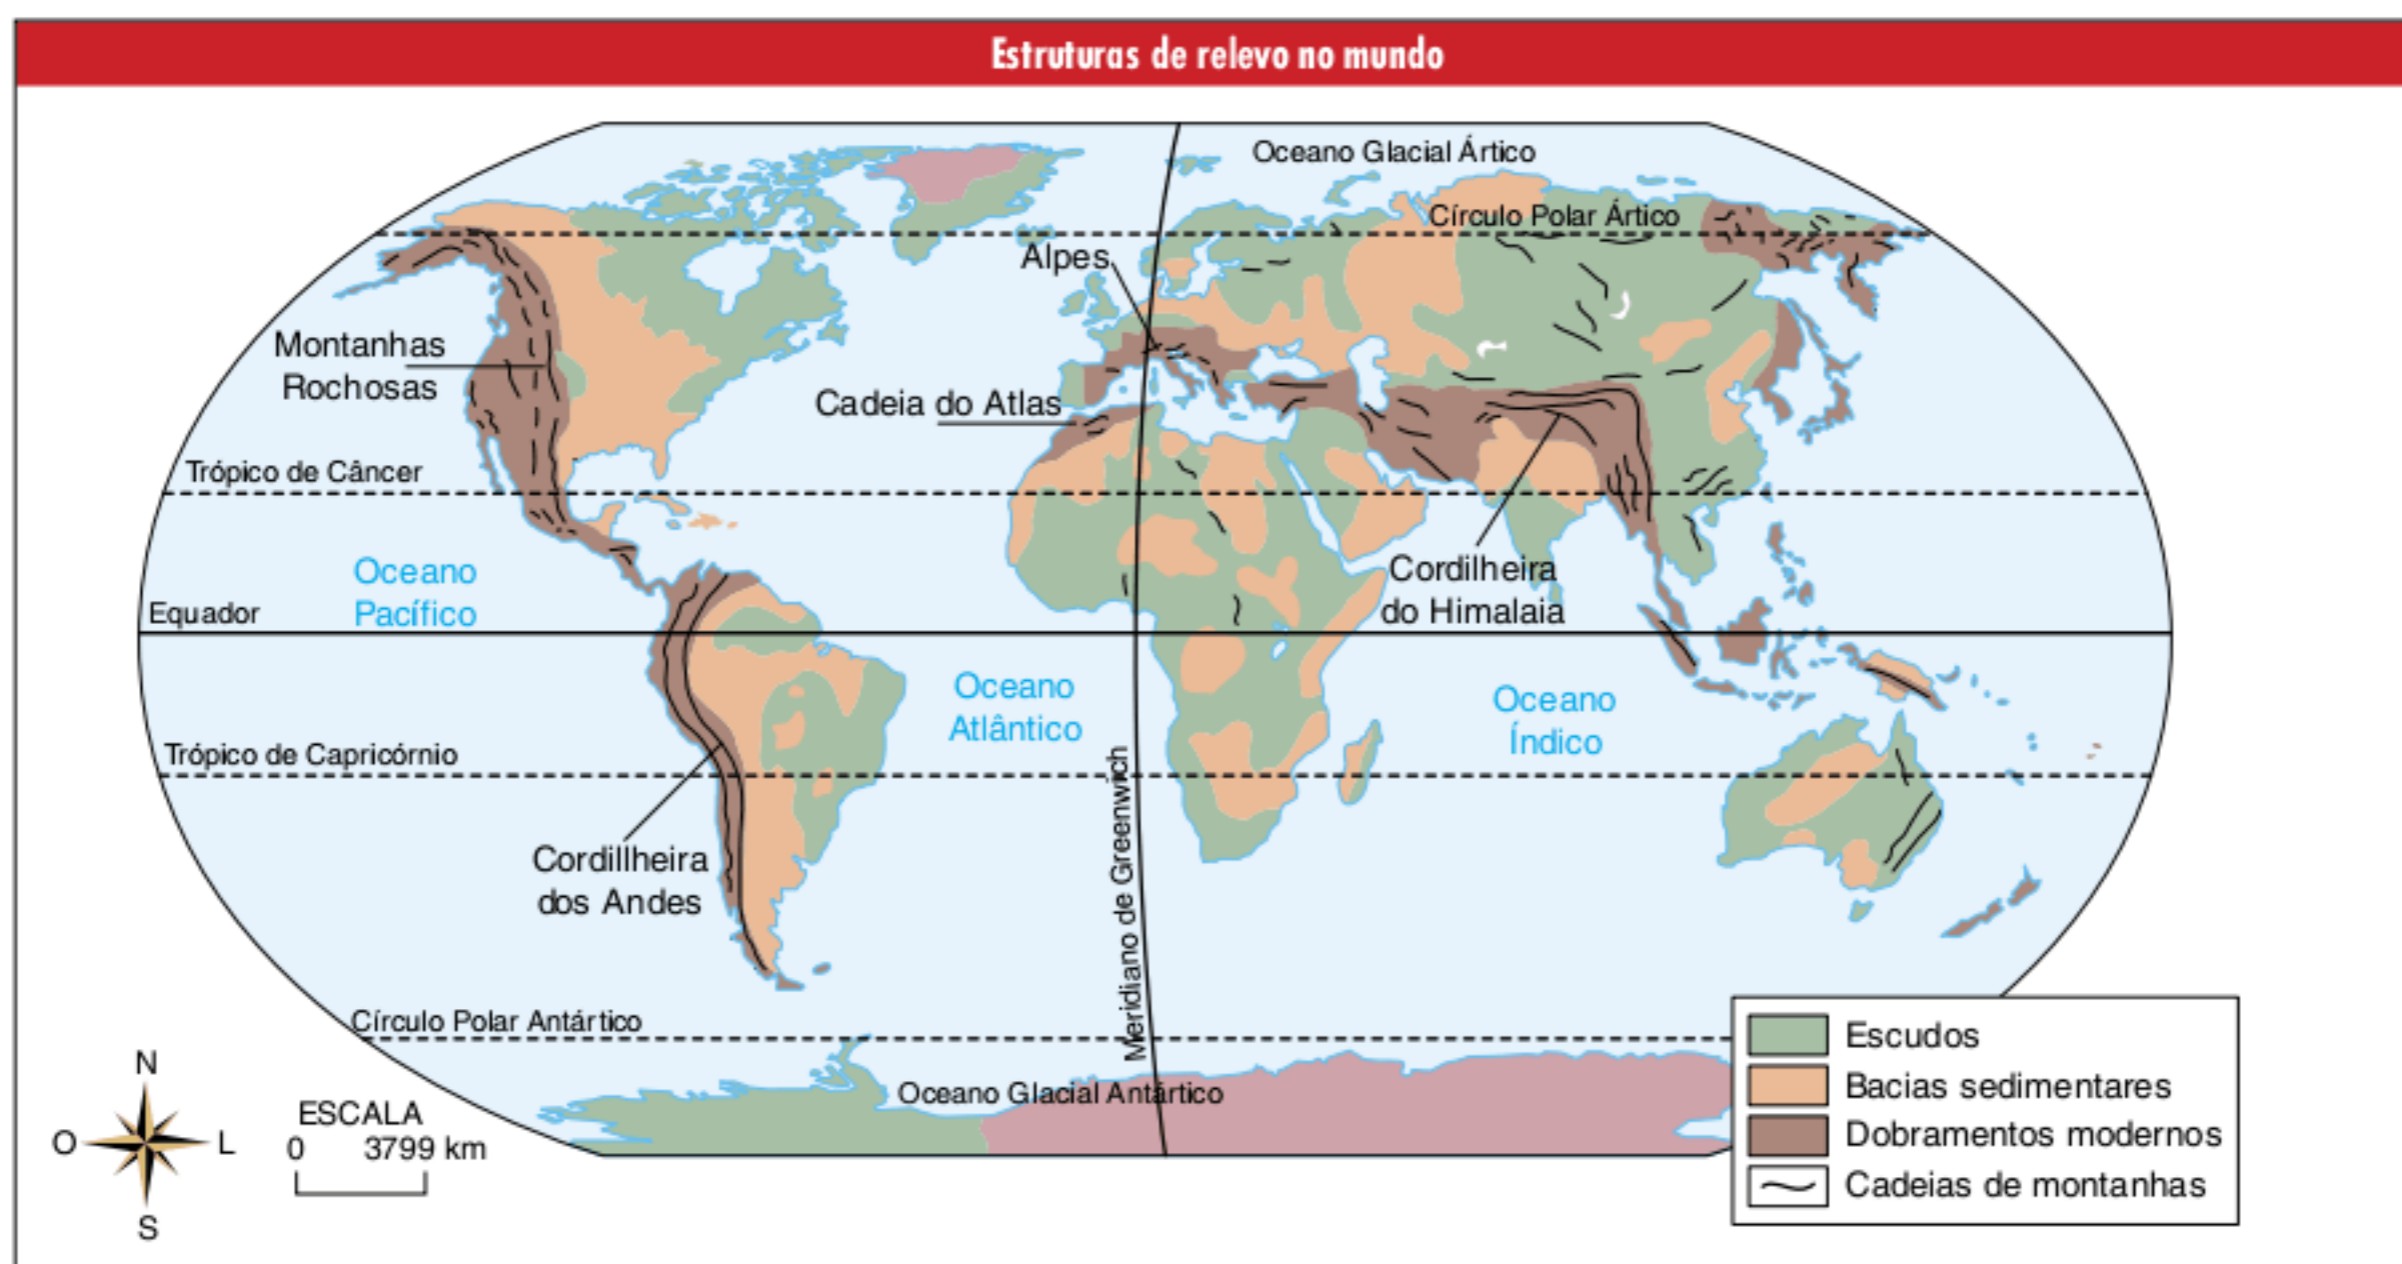 Estruturas de relevo no mundo
Oceano Glacial Ártico
Círculo Polar Ártico
Alpes
Montanhas
Rochosas
Cadeia do Atlas
Trópico de Câncer
Oceano
Pacífico
Cordilheira
do Himalaia
Equador
Oceano
Atlântico
Oceano
Índico
Trópico de Capricórnio
Meridiano de Greenwich
Cordillheira
dos Andes
Círculo Polar Antártico
Oceano Glacial Antártico
N
O
L
S
ESCALA
0 3799 km
Escudos
Bacias sedimentares
Dobramentos modernos
Cadeias de montanhas